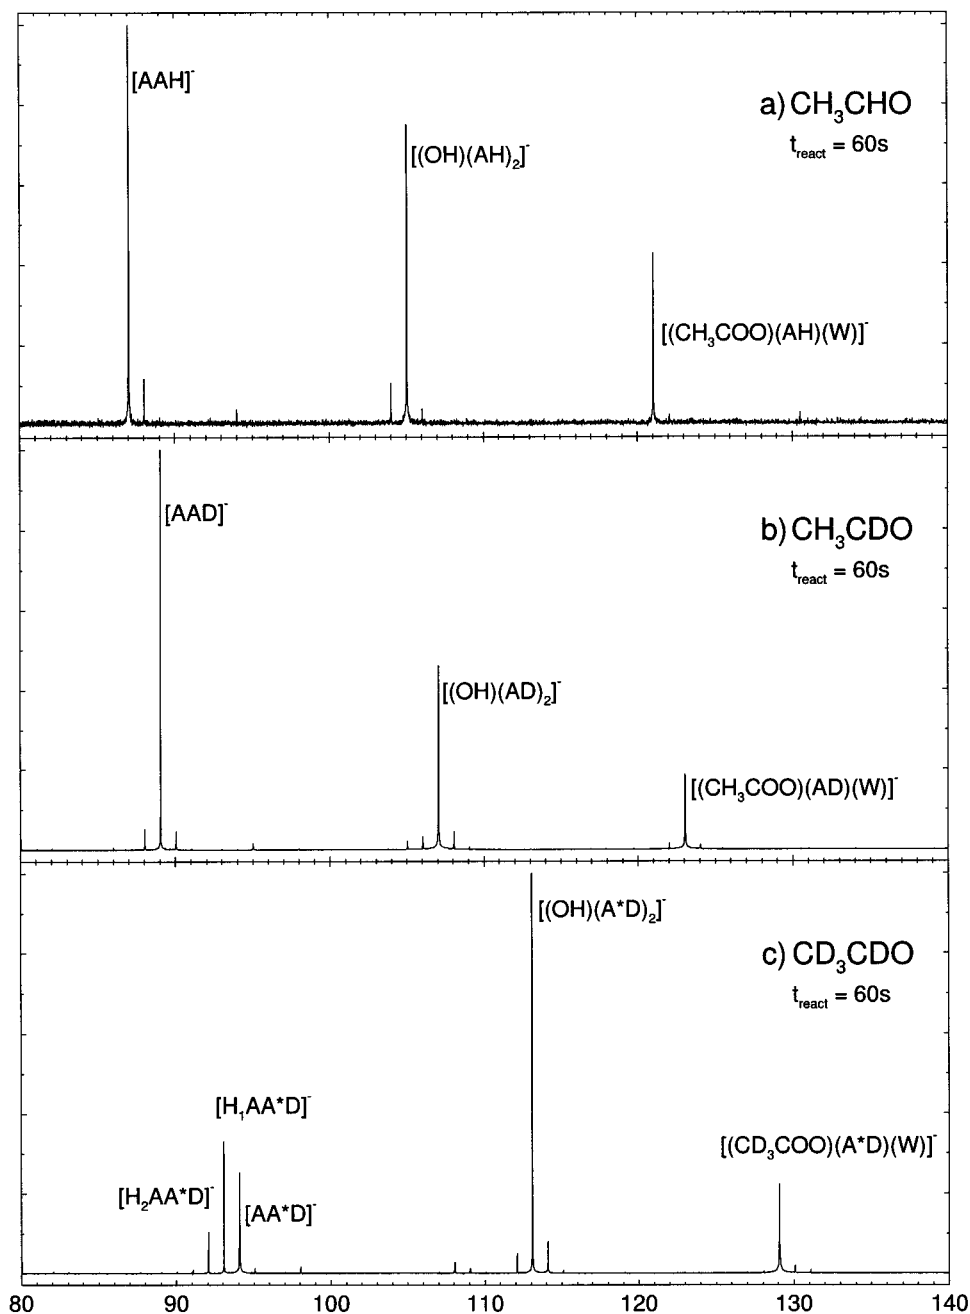 [AAH]⁻
a) CH₃CHO
t_react = 60s
[(OH)(AH)₂]⁻
[(CH₃COO)(AH)(W)]⁻
[AAD]⁻
b) CH₃CDO
t_react = 60s
[(OH)(AD)₂]⁻
[(CH₃COO)(AD)(W)]⁻
[(OH)(A*D)₂]⁻
c) CD₃CDO
t_react = 60s
[H₁AA*D]⁻
[(CD₃COO)(A*D)(W)]⁻
[H₂AA*D]⁻
[AA*D]⁻
80 90 100 110 120 130 140